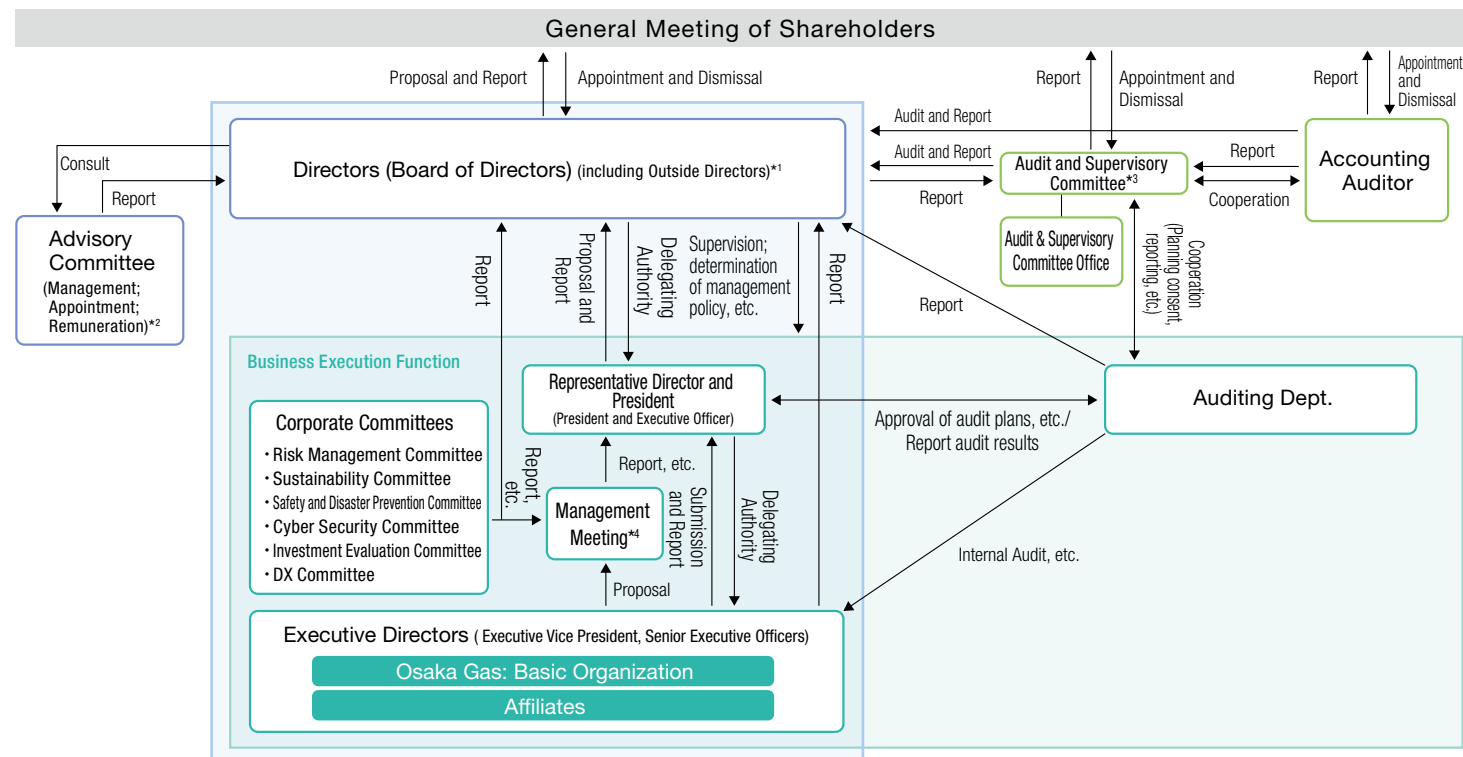 General Meeting of Shareholders
Proposal and Report
Appointment and Dismissal
Report
Appointment and
Dismissal
Report
Appointment
and
Dismissal
Consult
Report
Directors (Board of Directors) (including Outside Directors)*1
Audit and Report
Audit and Report
Report
Audit and Supervisory
Committee*3
Report
Cooperation
Accounting
Auditor
Advisory
Committee
(Management;
Appointment;
Remuneration)*2
Audit & Supervisory
Committee Office
Report
Proposal and
Report
Delegating
Authority
Supervision;
determination
of management
policy, etc.
Report
Report
Cooperation
(Planning consent,
reporting, etc.)
Business Execution Function
Representative Director and
President
(President and Executive Officer)
Auditing Dept.
Approval of audit plans, etc./
Report audit results
Corporate Committees
・Risk Management Committee
・Sustainability Committee
・Safety and Disaster Prevention Committee
・Cyber Security Committee
・Investment Evaluation Committee
・DX Committee
Report,
etc.
Report, etc.
Management
Meeting*4
Submission
and Report
Delegating
Authority
Proposal
Internal Audit, etc.
Executive Directors ( Executive Vice President, Senior Executive Officers)
Osaka Gas: Basic Organization
Affiliates